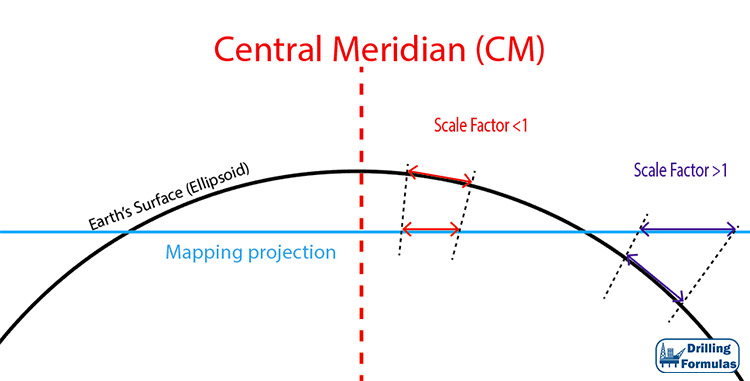 Central Meridian (CM)
Scale Factor <1
Earth's Surface (Ellipsoid)
Scale Factor >1
Mapping projection
Drilling
Formulas